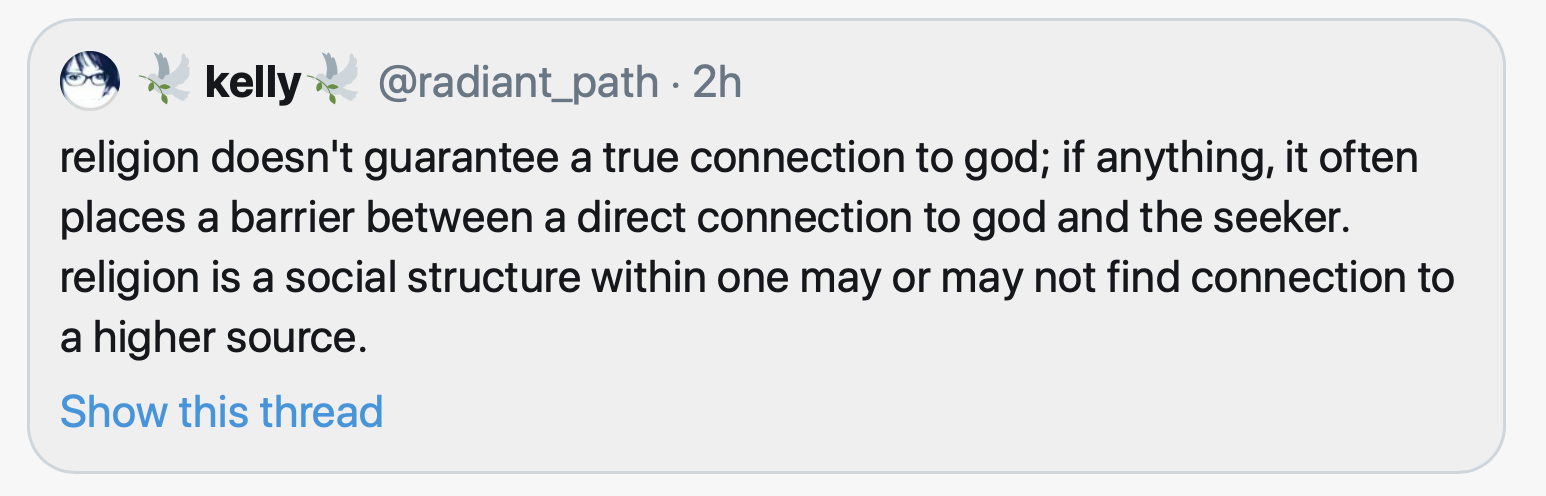 🕊 kelly 🕊 @radiant_path · 2h
religion doesn't guarantee a true connection to god; if anything, it often
places a barrier between a direct connection to god and the seeker.
religion is a social structure within one may or may not find connection to
a higher source.
Show this thread